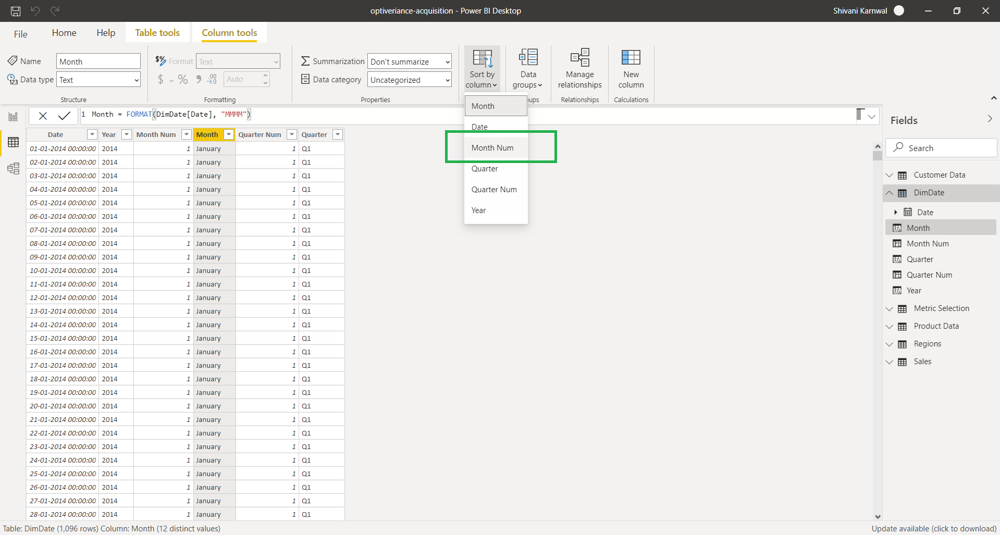 optiveriance-acquisition - Power BI Desktop
Shivani Karnwal
File Home Help Table tools Column tools
Name Month
Data type Text
Structure
$% Format Text
$ % 9 .00 Auto
Formatting
Summarization Don't summarize
Data category Uncategorized
Properties
Sort by column
Data groups
Manage relationships
Relationships
New column
Calculations
1 Month = FORMAT(DimDate[Date], "MMMM")
Month
Date
Month Num
Quarter
Quarter Num
Year
Date Year Month Num Month Quarter Num Quarter
01-01-2014 00:00:00 2014 1 January 1 Q1
02-01-2014 00:00:00 2014 1 January 1 Q1
03-01-2014 00:00:00 2014 1 January 1 Q1
04-01-2014 00:00:00 2014 1 January 1 Q1
05-01-2014 00:00:00 2014 1 January 1 Q1
06-01-2014 00:00:00 2014 1 January 1 Q1
07-01-2014 00:00:00 2014 1 January 1 Q1
08-01-2014 00:00:00 2014 1 January 1 Q1
09-01-2014 00:00:00 2014 1 January 1 Q1
10-01-2014 00:00:00 2014 1 January 1 Q1
11-01-2014 00:00:00 2014 1 January 1 Q1
12-01-2014 00:00:00 2014 1 January 1 Q1
13-01-2014 00:00:00 2014 1 January 1 Q1
14-01-2014 00:00:00 2014 1 January 1 Q1
15-01-2014 00:00:00 2014 1 January 1 Q1
16-01-2014 00:00:00 2014 1 January 1 Q1
17-01-2014 00:00:00 2014 1 January 1 Q1
18-01-2014 00:00:00 2014 1 January 1 Q1
19-01-2014 00:00:00 2014 1 January 1 Q1
20-01-2014 00:00:00 2014 1 January 1 Q1
21-01-2014 00:00:00 2014 1 January 1 Q1
22-01-2014 00:00:00 2014 1 January 1 Q1
23-01-2014 00:00:00 2014 1 January 1 Q1
24-01-2014 00:00:00 2014 1 January 1 Q1
25-01-2014 00:00:00 2014 1 January 1 Q1
26-01-2014 00:00:00 2014 1 January 1 Q1
27-01-2014 00:00:00 2014 1 January 1 Q1
28-01-2014 00:00:00 2014 1 January 1 Q1
Fields
Search
Customer Data
DimDate
Date
Month
Month Num
Quarter
Quarter Num
Year
Metric Selection
Product Data
Regions
Sales
Table: DimDate (1,096 rows) Column: Month (12 distinct values)
Update available (click to download)